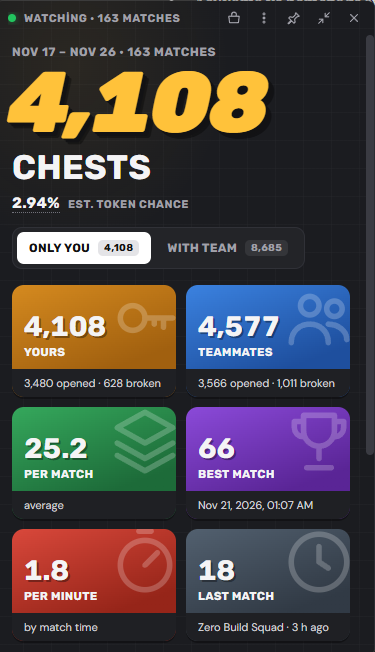 WATCHİNG · 163 MATCHES
NOV 17 – NOV 26 · 163 MATCHES
4,108
CHESTS
2.94% EST. TOKEN CHANCE
ONLY YOU 4,108 WITH TEAM 8,685
4,108
YOURS
3,480 opened · 628 broken
4,577
TEAMMATES
3,566 opened · 1,011 broken
25.2
PER MATCH
average
66
BEST MATCH
Nov 21, 2026, 01:07 AM
1.8
PER MINUTE
by match time
18
LAST MATCH
Zero Build Squad · 3 h ago